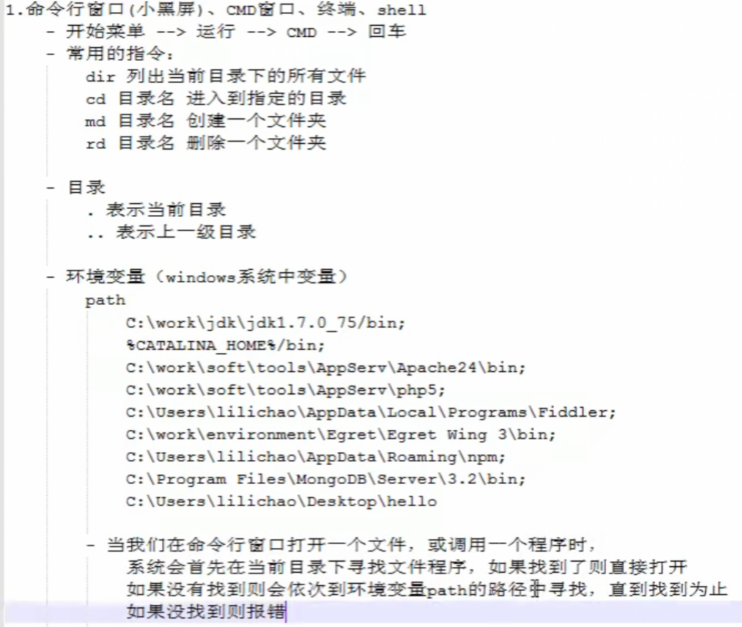 1.命令行窗口(小黑屏)、CMD窗口、终端、shell
- 开始菜单 --> 运行 --> CMD --> 回车
- 常用的指令:
dir 列出当前目录下的所有文件
cd 目录名 进入到指定的目录
md 目录名 创建一个文件夹
rd 目录名 删除一个文件夹
- 目录
. 表示当前目录
.. 表示上一级目录
- 环境变量（windows系统中变量）
path
C:\work\jdk\jdk1.7.0_75/bin;
%CATALINA_HOME%/bin;
C:\work\soft\tools\AppServ\Apache24\bin;
C:\work\soft\tools\AppServ\php5;
C:\Users\lilichao\AppData\Local\Programs\Fiddler;
C:\work\environment\Egret\Egret Wing 3\bin;
C:\Users\lilichao\AppData\Roaming\npm;
C:\Program Files\MongoDB\Server\3.2\bin;
C:\Users\lilichao\Desktop\hello
- 当我们在命令行窗口打开一个文件，或调用一个程序时，
系统会首先在当前目录下寻找文件程序，如果找到了则直接打开
如果没有找到则会依次到环境变量path的路径中寻找，直到找到为止
如果没找到则报错